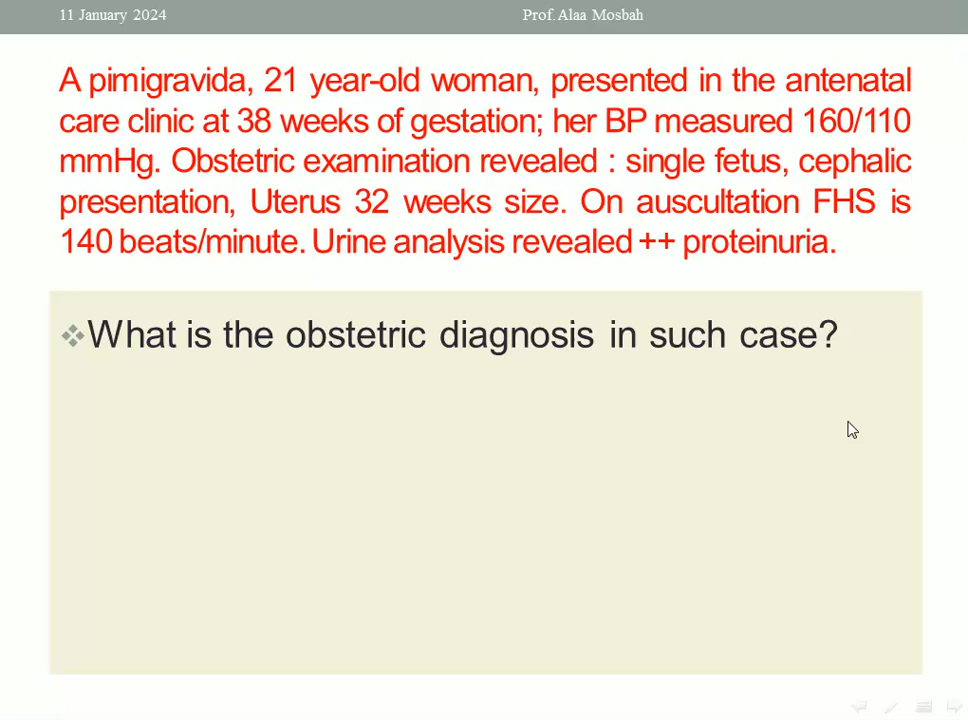 11 January 2024
Prof. Alaa Mosbah
A pimigravida, 21 year-old woman, presented in the antenatal
care clinic at 38 weeks of gestation; her BP measured 160/110
mmHg. Obstetric examination revealed : single fetus, cephalic
presentation, Uterus 32 weeks size. On auscultation FHS is
140 beats/minute. Urine analysis revealed ++ proteinuria.
What is the obstetric diagnosis in such case?